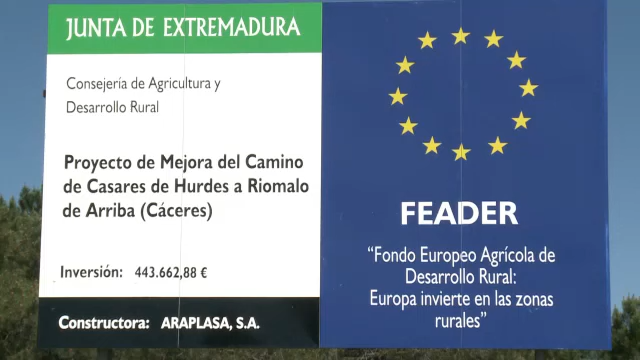 JUNTA DE EXTREMADURA
Consejería de Agricultura y
Desarrollo Rural
Proyecto de Mejora del Camino
de Casares de Hurdes a Riomalo
de Arriba (Cáceres)
Inversión: 443.662,88 €
Constructora: ARAPLASA, S.A.
FEADER
“Fondo Europeo Agrícola de
Desarrollo Rural:
Europa invierte en las zonas
rurales”